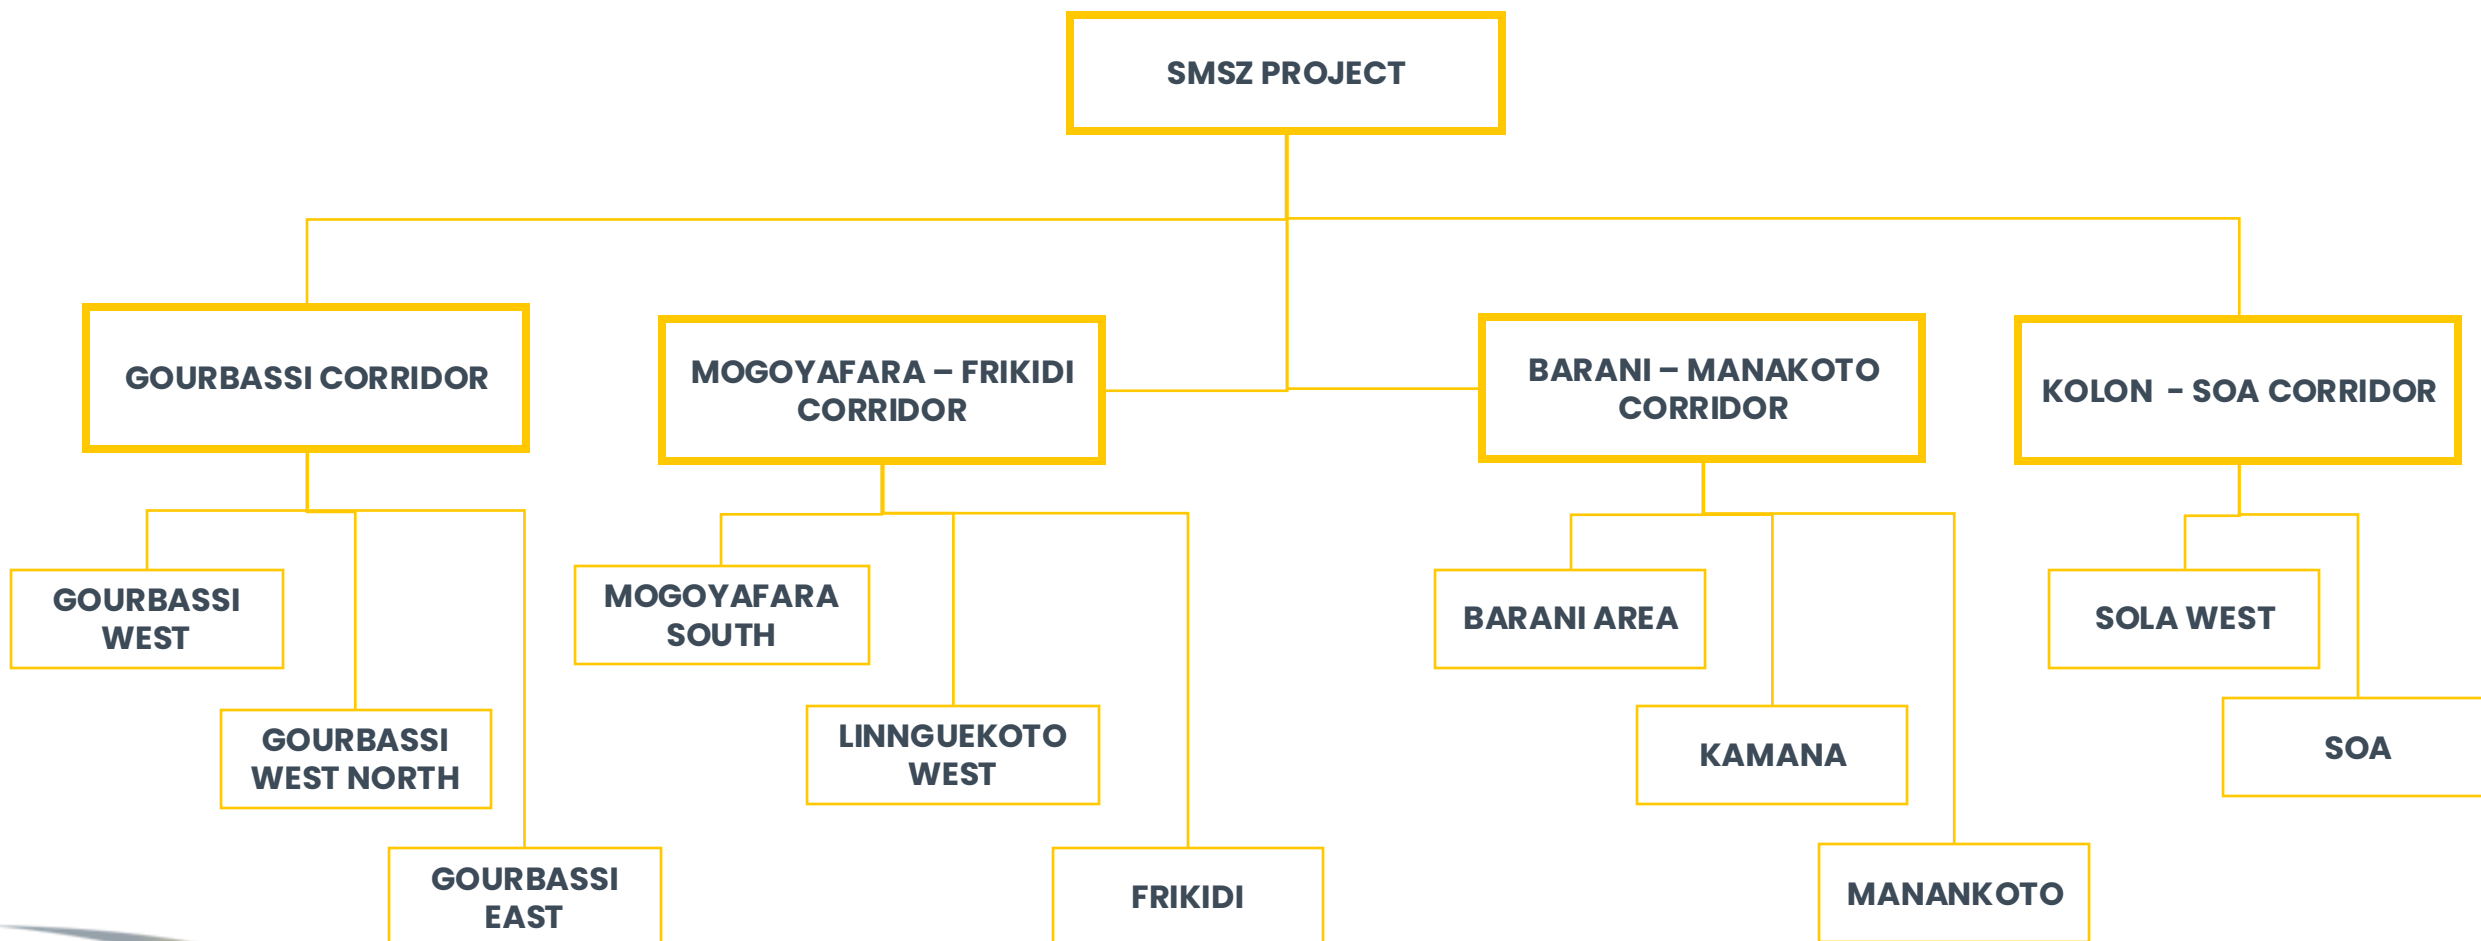 SMSZ PROJECT
GOURBASSI CORRIDOR
MOGOYAFARA – FRIKIDI
CORRIDOR
BARANI – MANAKOTO
CORRIDOR
KOLON - SOA CORRIDOR
GOURBASSI
WEST
GOURBASSI
WEST NORTH
GOURBASSI
EAST
MOGOYAFARA
SOUTH
LINNGUEKOTO
WEST
FRIKIDI
BARANI AREA
KAMANA
MANANKOTO
SOLA WEST
SOA